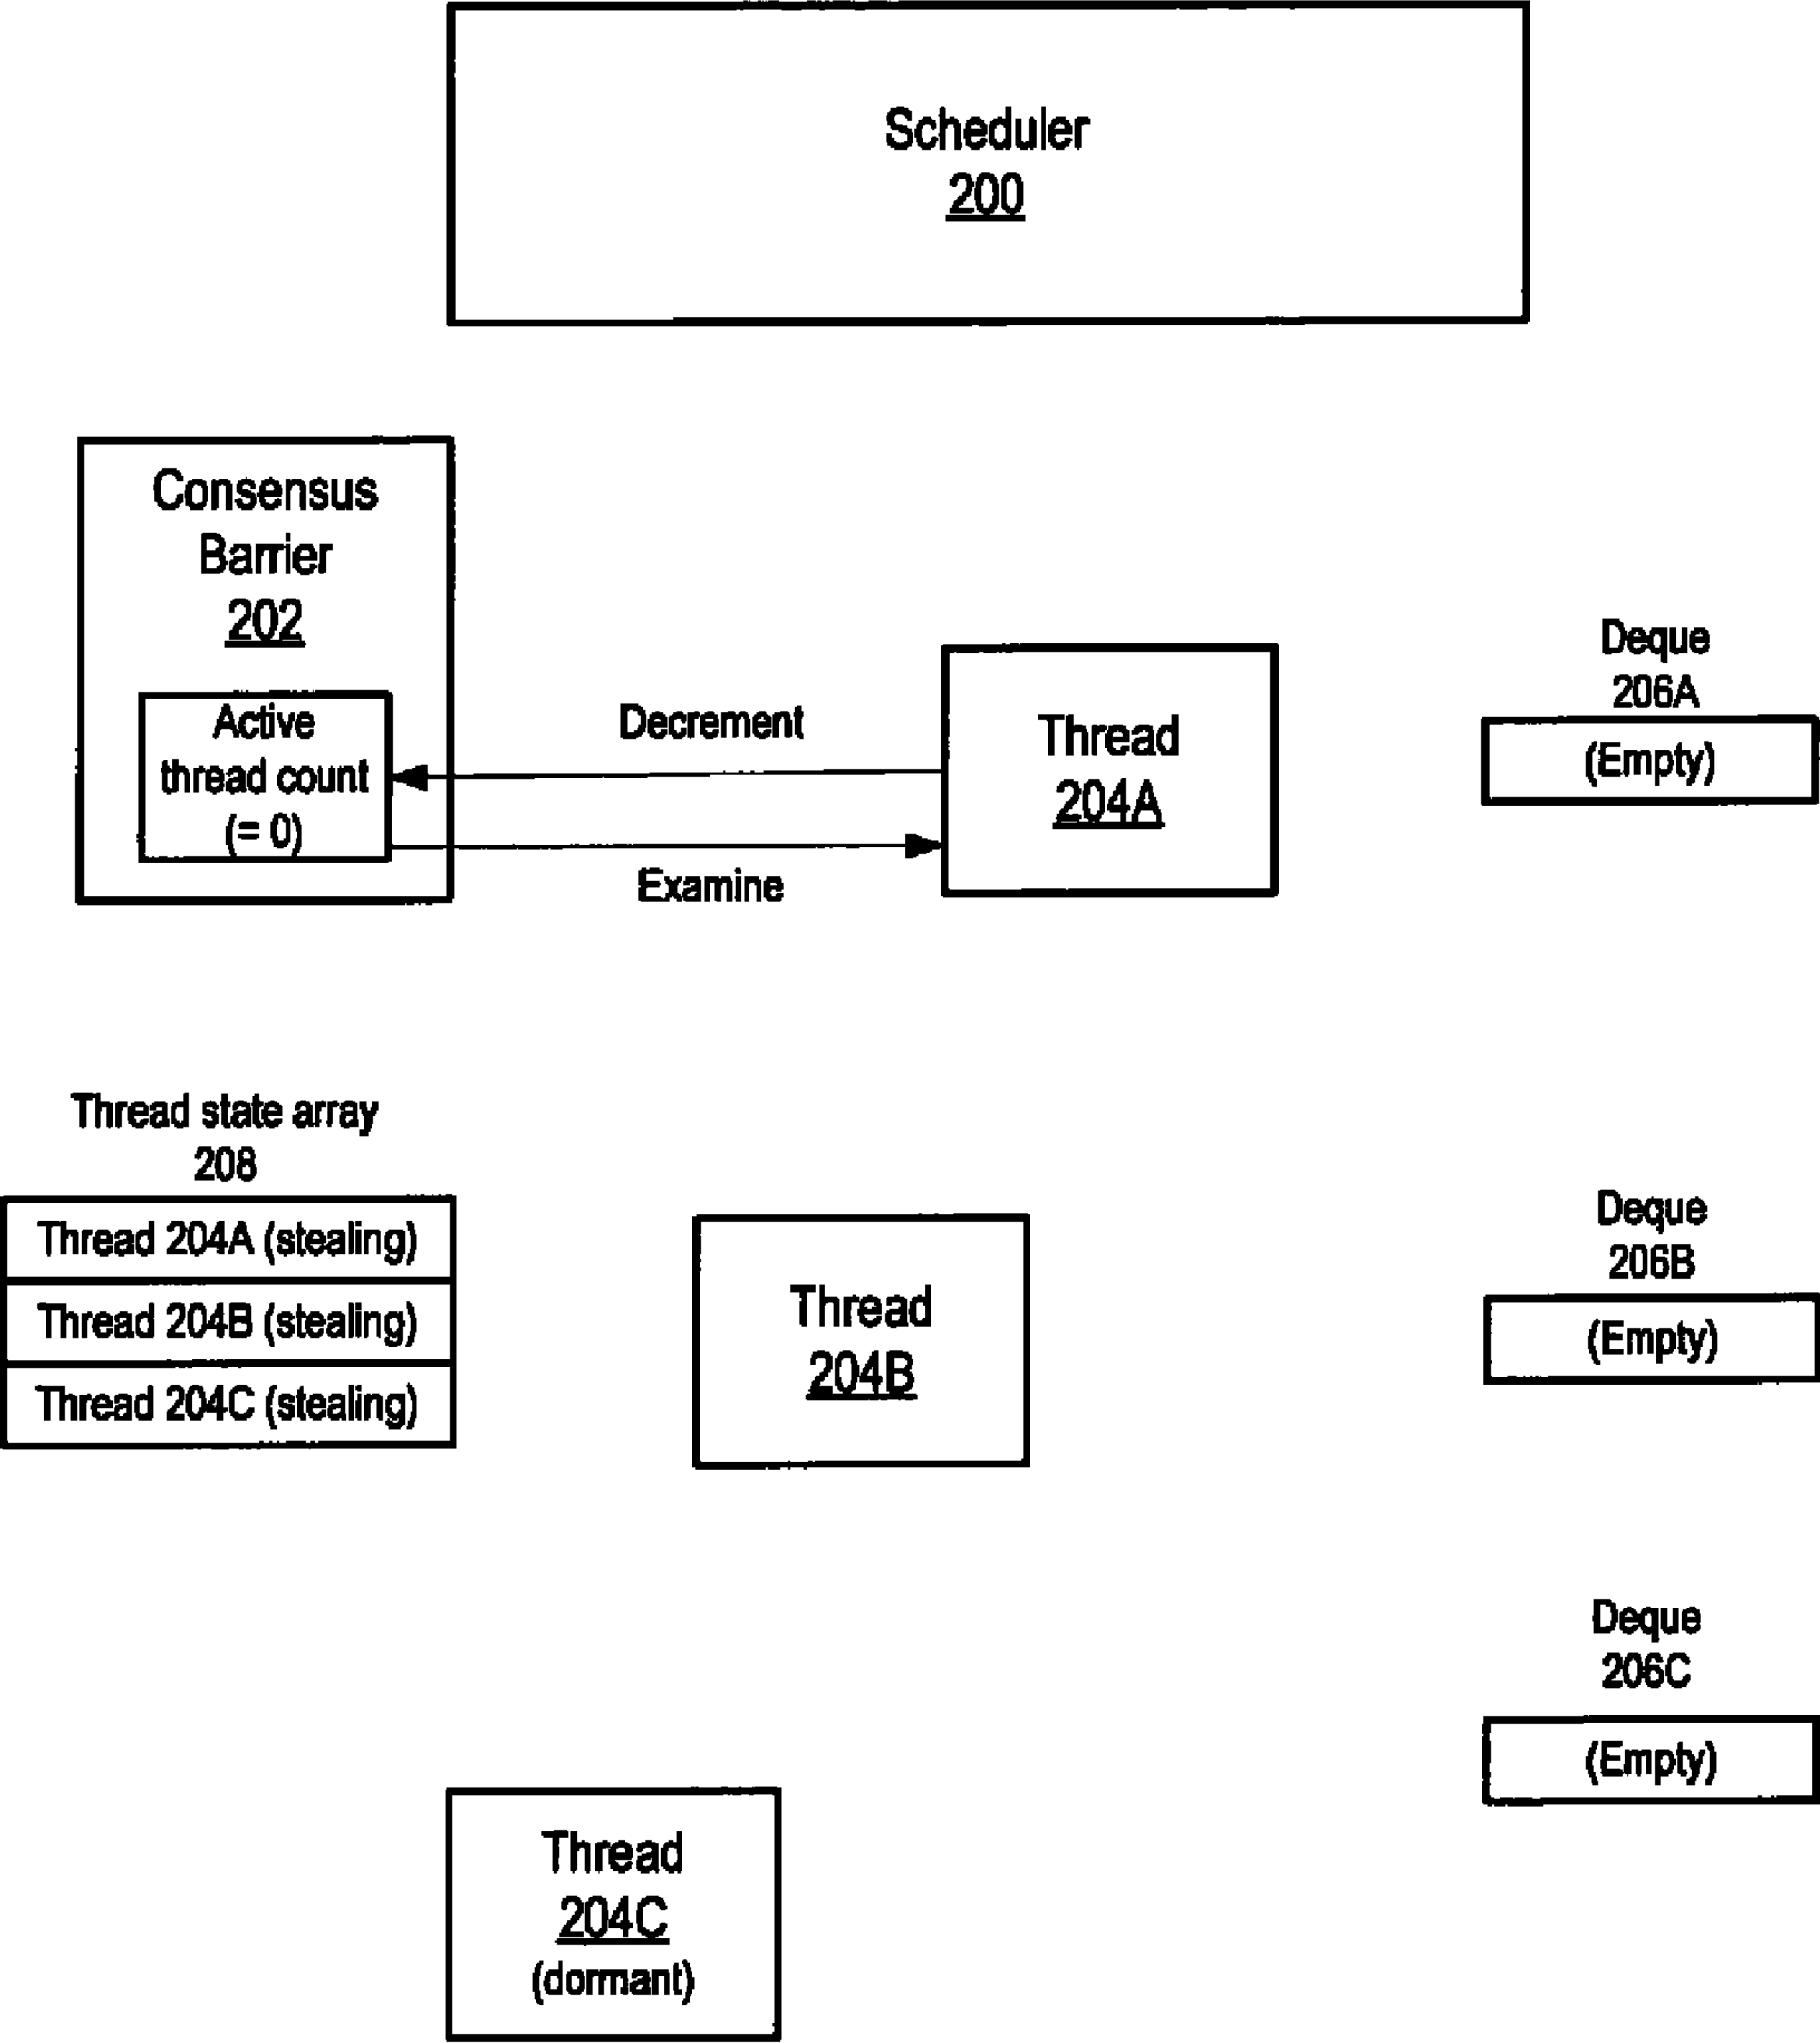 Scheduler
200
Consensus
Barrier
202
Active
thread count
(= 0)
Decrement
Examine
Thread
204A
Deque
206A
(Empty)
Thread state array
208
Thread 204A (stealing)
Thread 204B (stealing)
Thread 204C (stealing)
Thread
204B
Deque
206B
(Empty)
Deque
206C
(Empty)
Thread
204C
(dormant)